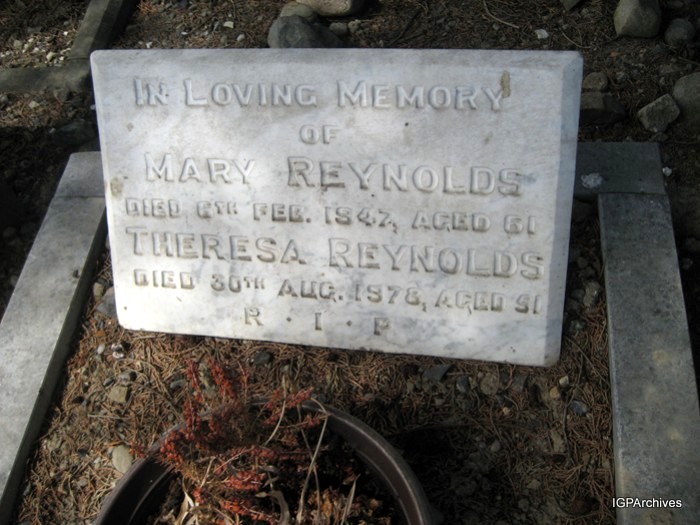 IN LOVING MEMORY
OF
MARY REYNOLDS
DIED 6TH FEB. 1947, AGED 61
THERESA REYNOLDS
DIED 30TH AUG. 1978, AGED 91
R · I · P
IGPArchives